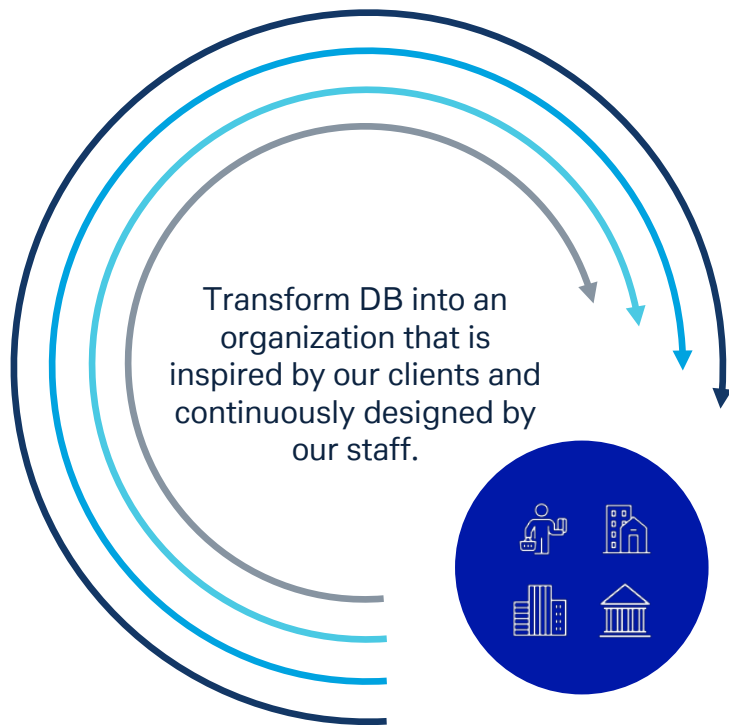 Transform DB into an
organization that is
inspired by our clients and
continuously designed by
our staff.